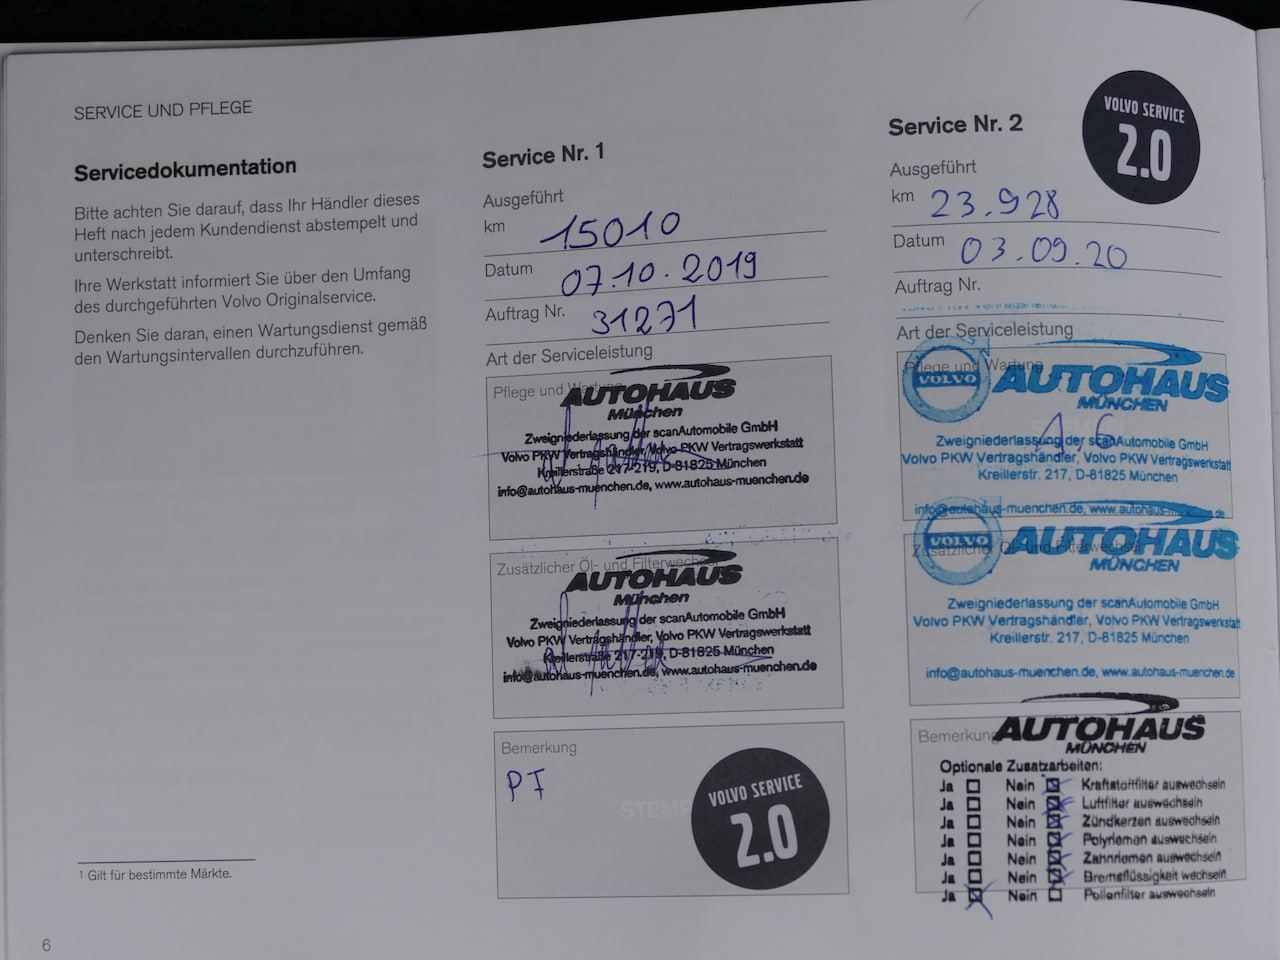 SERVICE UND PFLEGE
Servicedokumentation
Bitte achten Sie darauf, dass Ihr Händler dieses
Heft nach jedem Kundendienst abstempelt und
unterschreibt.
Ihre Werkstatt informiert Sie über den Umfang
des durchgeführten Volvo Originalservice.
Denken Sie daran, einen Wartungsdienst gemäß
den Wartungsintervallen durchzuführen.
¹ Gilt für bestimmte Märkte.
6
Service Nr. 1
Ausgeführt
km 15010
Datum 07.10.2019
Auftrag Nr. 31271
Art der Serviceleistung
Pflege und Wartung
AUTOHAUS
München
Zweigniederlassung der scanAutomobile GmbH
Volvo PKW Vertragshändler, Volvo PKW Vertragswerkstatt
Kreillerstraße 217-219, D-81825 München
info@autohaus-muenchen.de, www.autohaus-muenchen.de
Zusätzlicher Öl- und Filterwechsel
AUTOHAUS
München
Zweigniederlassung der scanAutomobile GmbH
Volvo PKW Vertragshändler, Volvo PKW Vertragswerkstatt
Kreillerstraße 217-219, D-81825 München
info@autohaus-muenchen.de, www.autohaus-muenchen.de
Bemerkung
PF
STEMP
VOLVO SERVICE
2.0
Service Nr. 2
VOLVO SERVICE
2.0
Ausgeführt
km 23.928
Datum 03.09.20
Auftrag Nr.
Art der Serviceleistung
Pflege und Wartung
VOLVO AUTOHAUS
MÜNCHEN
Zweigniederlassung der scanAutomobile GmbH
Volvo PKW Vertragshändler, Volvo PKW Vertragswerkstatt
Kreillerstr. 217, D-81825 München
info@autohaus-muenchen.de, www.autohaus-muenchen.de
Zusätzlicher Öl- und Filterwechsel
VOLVO AUTOHAUS
MÜNCHEN
Zweigniederlassung der scanAutomobile GmbH
Volvo PKW Vertragshändler, Volvo PKW Vertragswerkstatt
Kreillerstr. 217, D-81825 München
info@autohaus-muenchen.de, www.autohaus-muenchen.de
Bemerkung
AUTOHAUS
MÜNCHEN
Optionale Zusatzarbeiten:
Ja Nein Kraftstoffilter auswechseln
Ja Nein Luftfilter auswechseln
Ja Nein Zündkerzen auswechseln
Ja Nein Polyriemen auswechseln
Ja Nein Zahnriemen auswechseln
Ja Nein Bremsflüssigkeit wechseln
Ja Nein Pollenfilter auswechseln